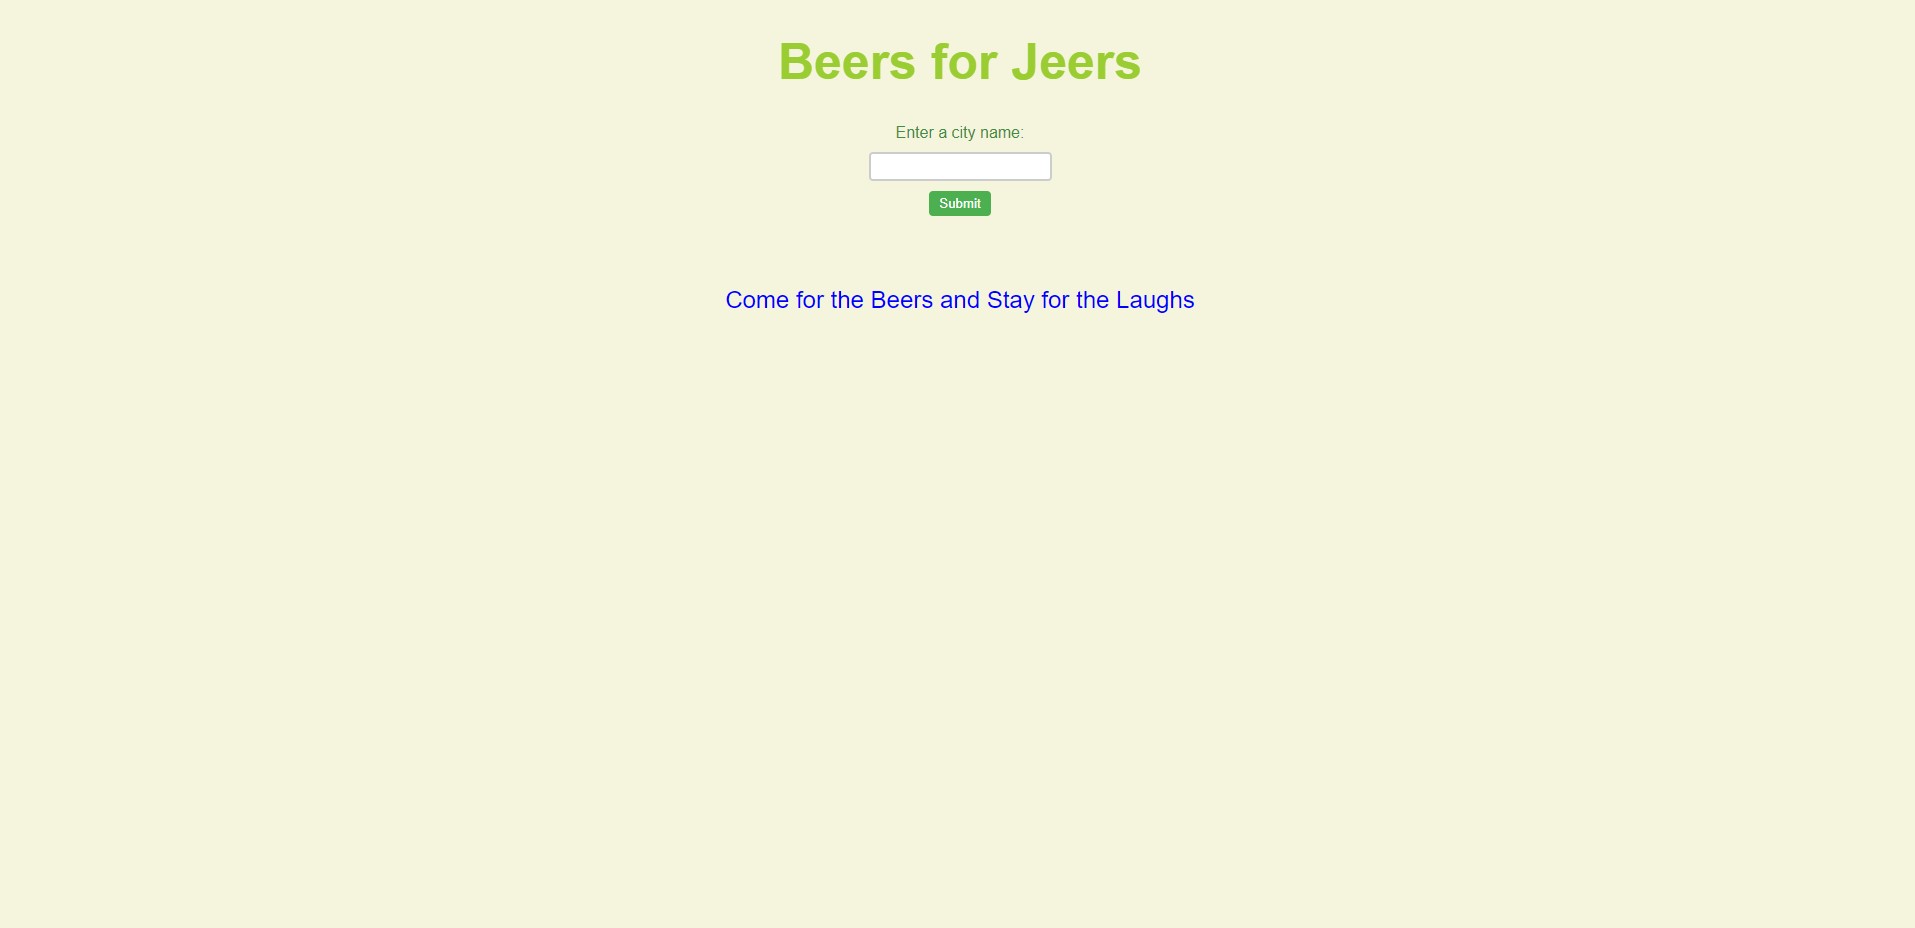 Beers for Jeers
Enter a city name:
Submit
Come for the Beers and Stay for the Laughs